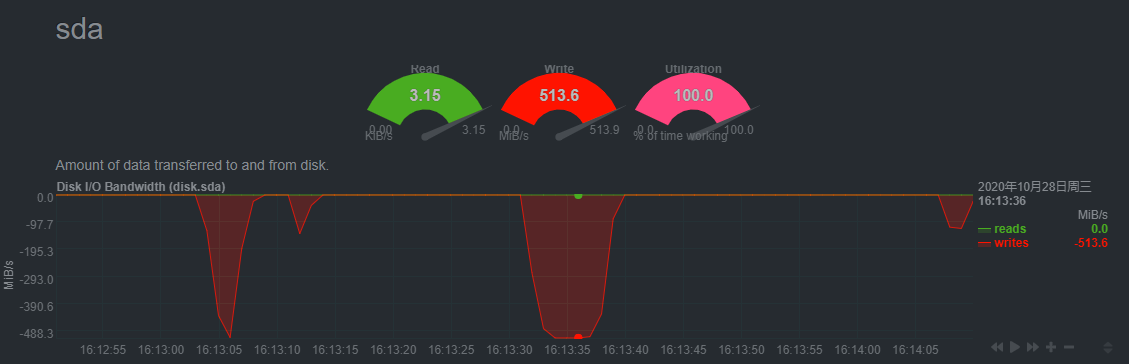 sda
Read Write Utilization
3.15 513.6 100.0
0.00 3.15 0.0 513.9 0.0 100.0
KiB/s MiB/s % of time working
Amount of data transferred to and from disk.
Disk I/O Bandwidth (disk.sda)
2020年10月28日周三
16:13:36
MiB/s
reads 0.0
writes -513.6
MiB/s
0.0
-97.7
-195.3
-293.0
-390.6
-488.3
16:12:55 16:13:00 16:13:05 16:13:10 16:13:15 16:13:20 16:13:25 16:13:30 16:13:35 16:13:40 16:13:45 16:13:50 16:13:55 16:14:00 16:14:05